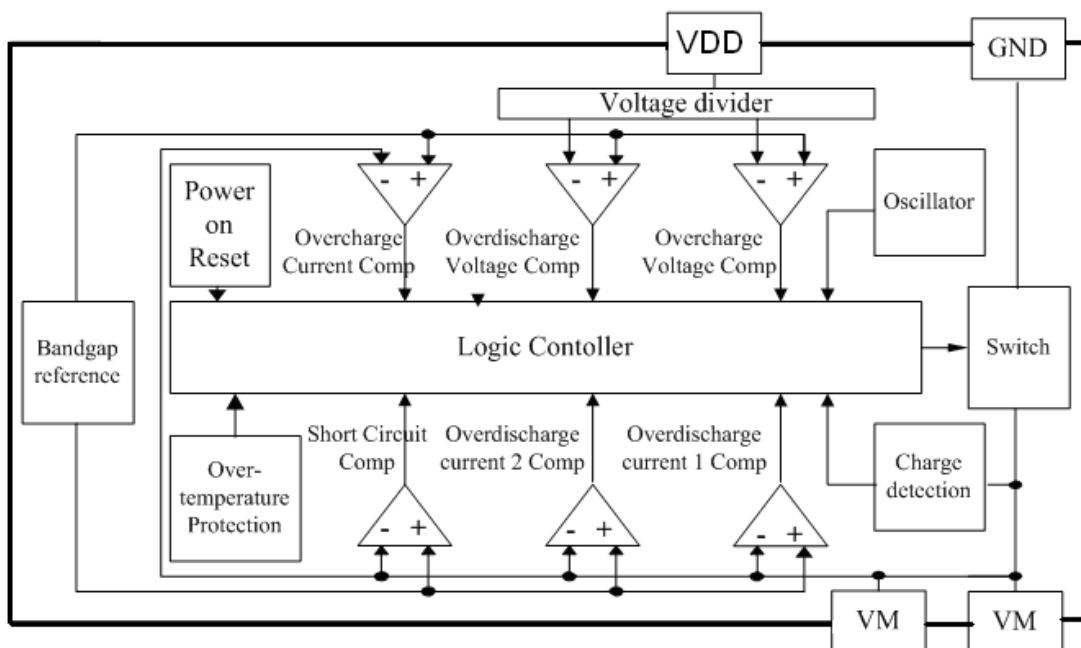 VDD
GND
Voltage divider
- +
- +
- +
Power
on
Reset
Oscillator
Overcharge
Current Comp
Overdischarge
Voltage Comp
Overcharge
Voltage Comp
Bandgap
reference
Logic Contoller
Switch
Short Circuit
Comp
Overdischarge
current 2 Comp
Overdischarge
current 1 Comp
Over-
temperature
Protection
Charge
detection
- +
- +
- +
VM
VM